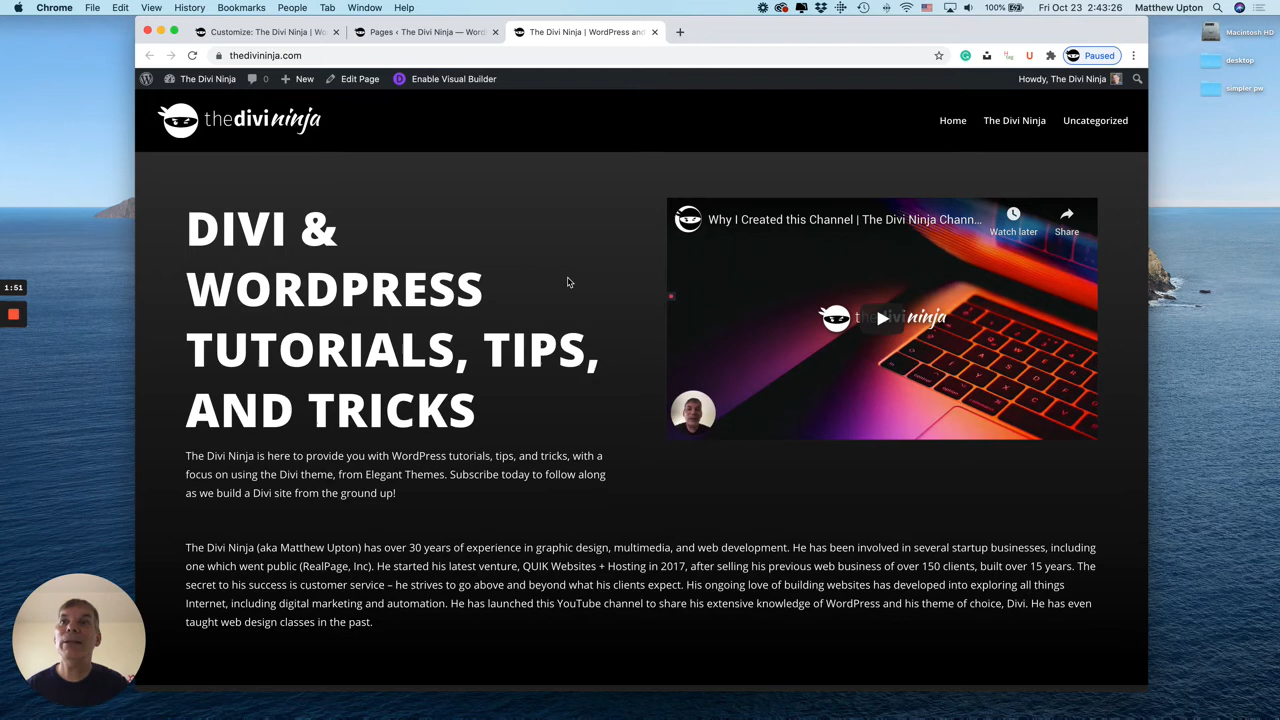 Chrome File Edit View History Bookmarks People Tab Window Help
100% Fri Oct 23 2:43:26 Matthew Upton
Customize: The Divi Ninja | Wo
Pages ‹ The Divi Ninja — Word
The Divi Ninja | WordPress and
Macintosh HD
thedivininja.com
Paused
desktop
The Divi Ninja 0 New Edit Page Enable Visual Builder
Howdy, The Divi Ninja
simpler pw
thedivininja
Home The Divi Ninja Uncategorized
DIVI &
WORDPRESS
TUTORIALS, TIPS,
AND TRICKS
Why I Created this Channel | The Divi Ninja Chann...
Watch later
Share
thedivininja
1:51
The Divi Ninja is here to provide you with WordPress tutorials, tips, and tricks, with a
focus on using the Divi theme, from Elegant Themes. Subscribe today to follow along
as we build a Divi site from the ground up!
The Divi Ninja (aka Matthew Upton) has over 30 years of experience in graphic design, multimedia, and web development. He has been involved in several startup businesses, including
one which went public (RealPage, Inc). He started his latest venture, QUIK Websites + Hosting in 2017, after selling his previous web business of over 150 clients, built over 15 years. The
secret to his success is customer service – he strives to go above and beyond what his clients expect. His ongoing love of building websites has developed into exploring all things
Internet, including digital marketing and automation. He has launched this YouTube channel to share his extensive knowledge of WordPress and his theme of choice, Divi. He has even
taught web design classes in the past.